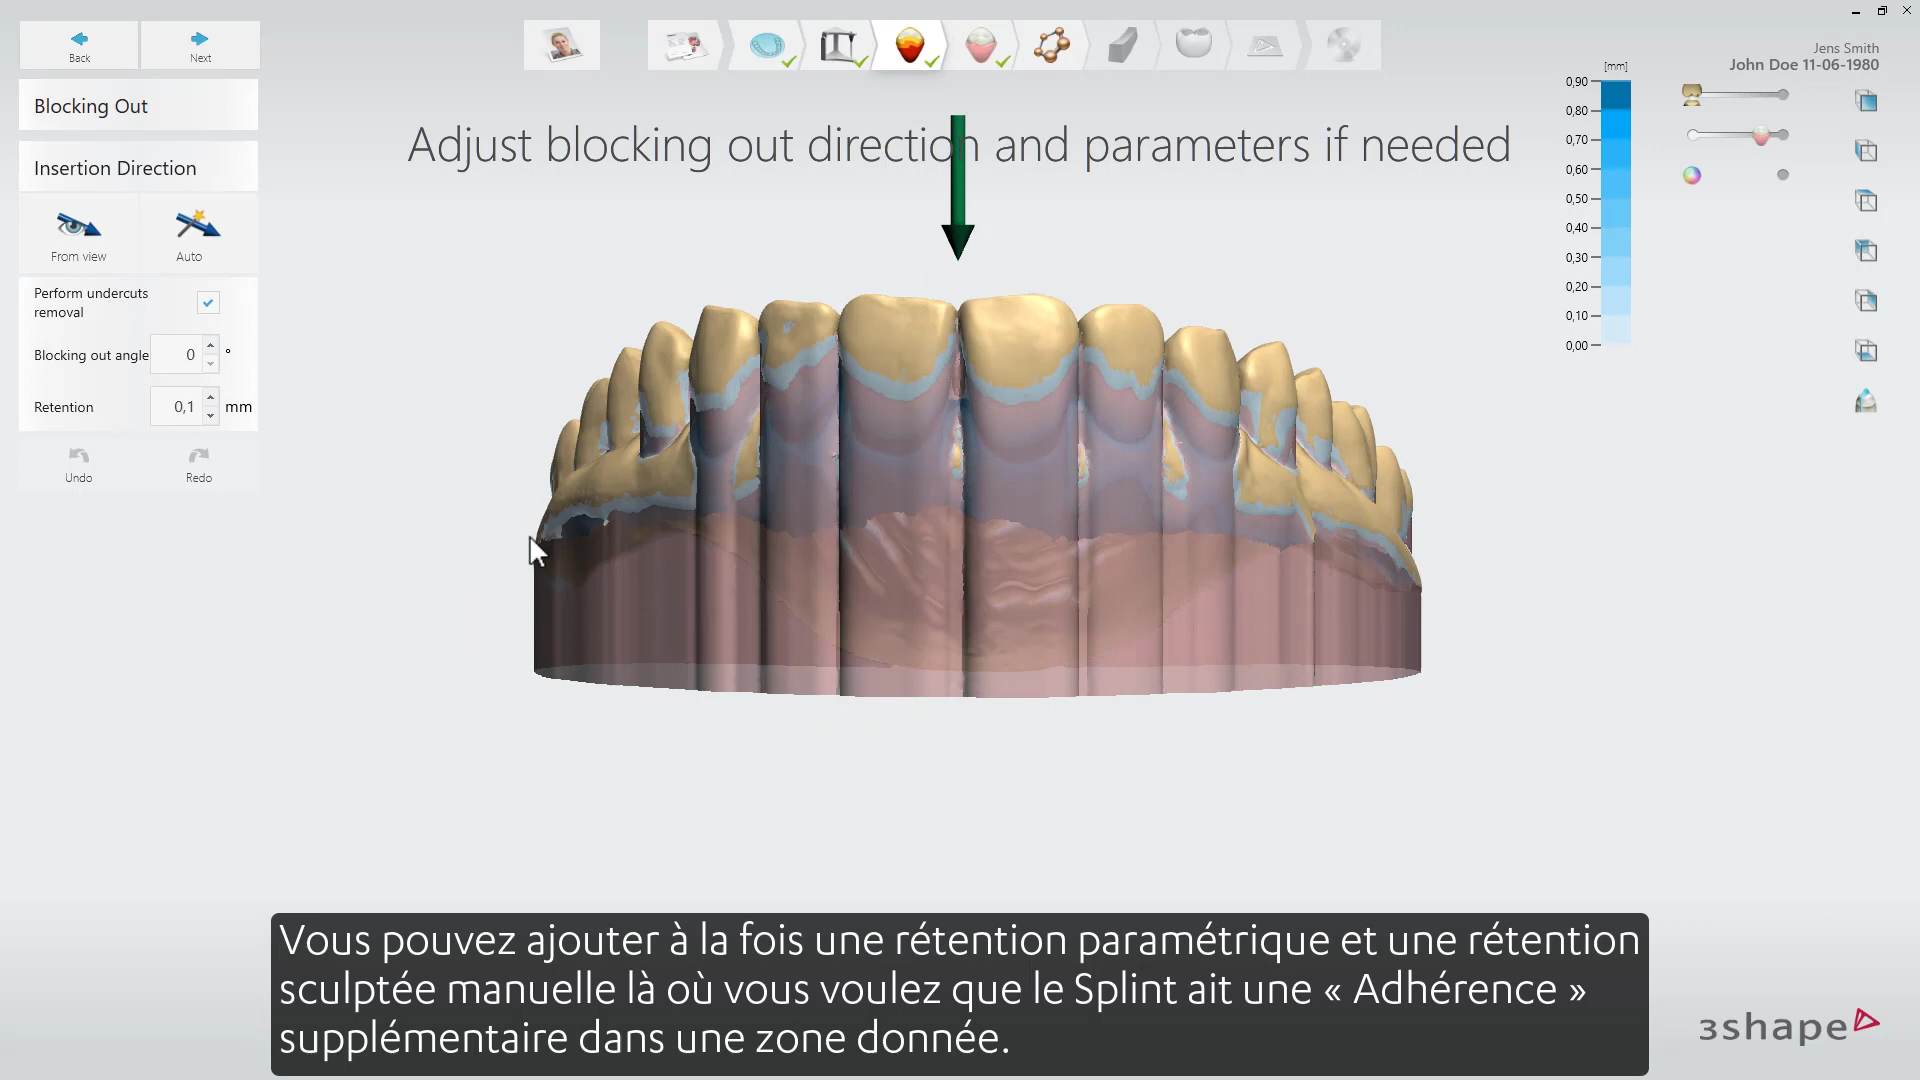 Back
Next
Blocking Out
Insertion Direction
From view
Auto
Perform undercuts
removal
Blocking out angle
0
°
Retention
0,1
mm
Undo
Redo
Adjust blocking out direction and parameters if needed
[mm]
0,90
0,80
0,70
0,60
0,50
0,40
0,30
0,20
0,10
0,00
Jens Smith
John Doe 11-06-1980
Vous pouvez ajouter à la fois une rétention paramétrique et une rétention
sculptée manuelle là où vous voulez que le Splint ait une « Adhérence »
supplémentaire dans une zone donnée.
3shape